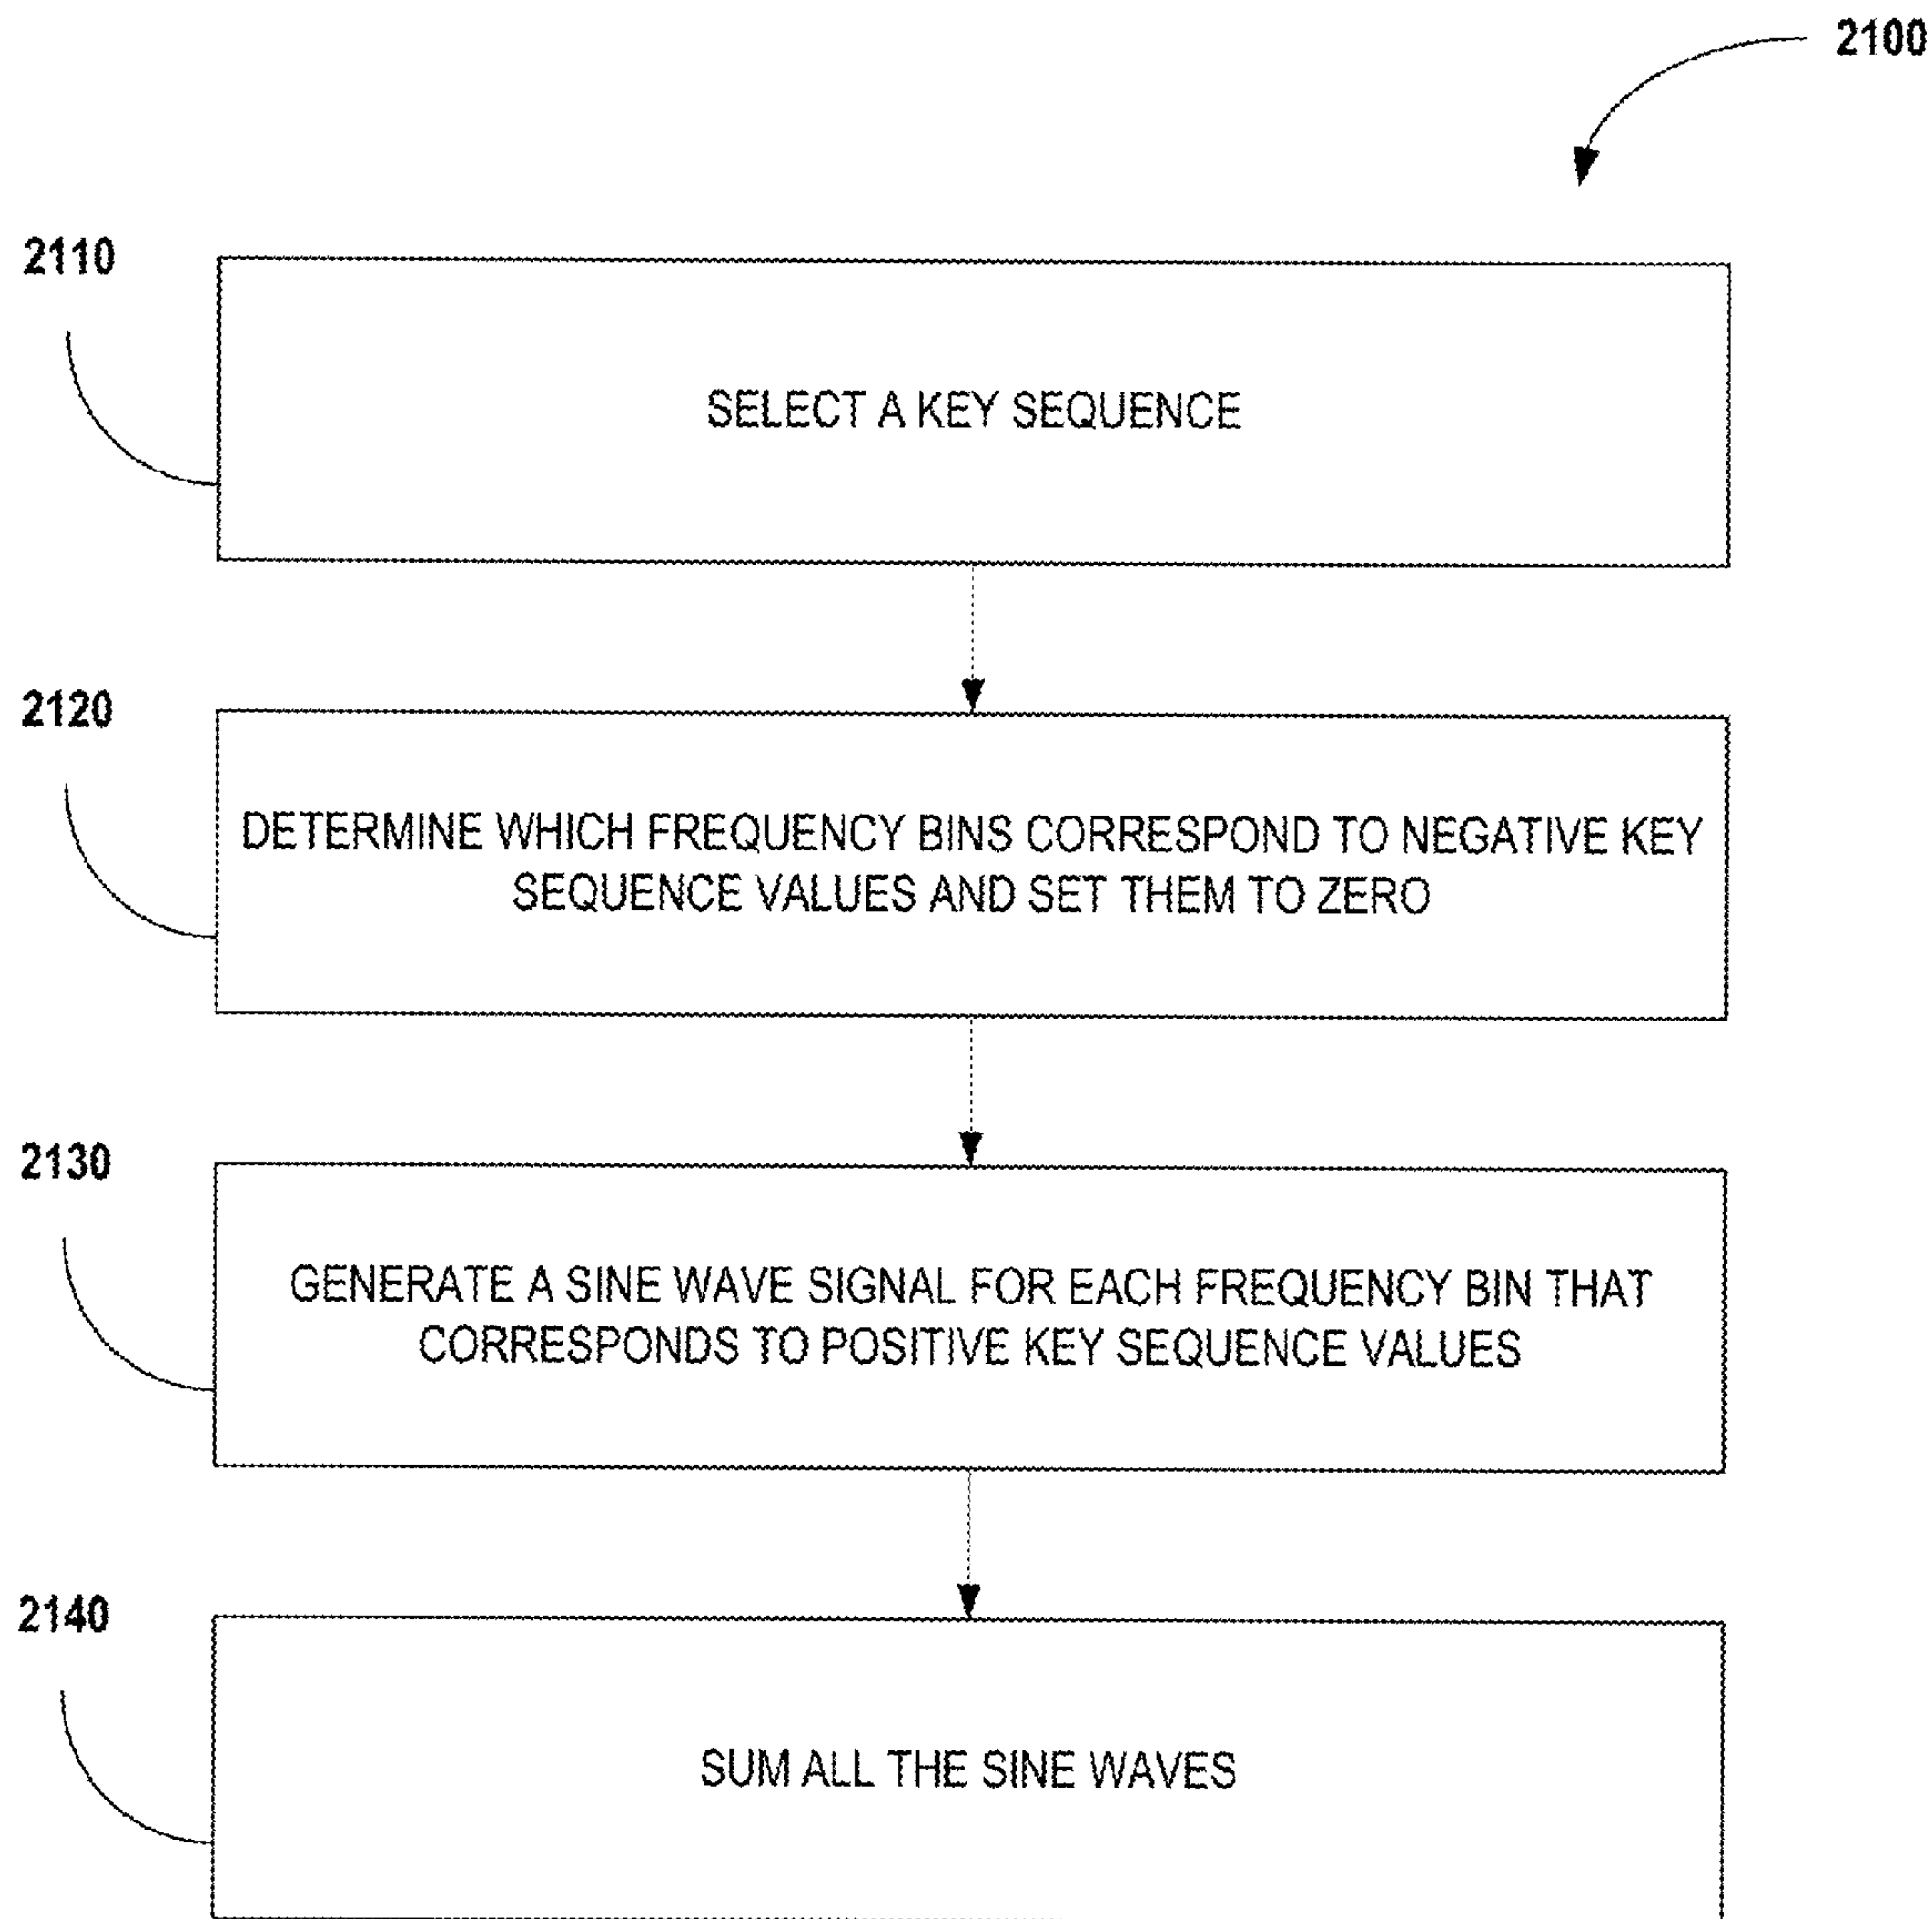 2100
2110
SELECT A KEY SEQUENCE
2120
DETERMINE WHICH FREQUENCY BINS CORRESPOND TO NEGATIVE KEY
SEQUENCE VALUES AND SET THEM TO ZERO
2130
GENERATE A SINE WAVE SIGNAL FOR EACH FREQUENCY BIN THAT
CORRESPONDS TO POSITIVE KEY SEQUENCE VALUES
2140
SUM ALL THE SINE WAVES